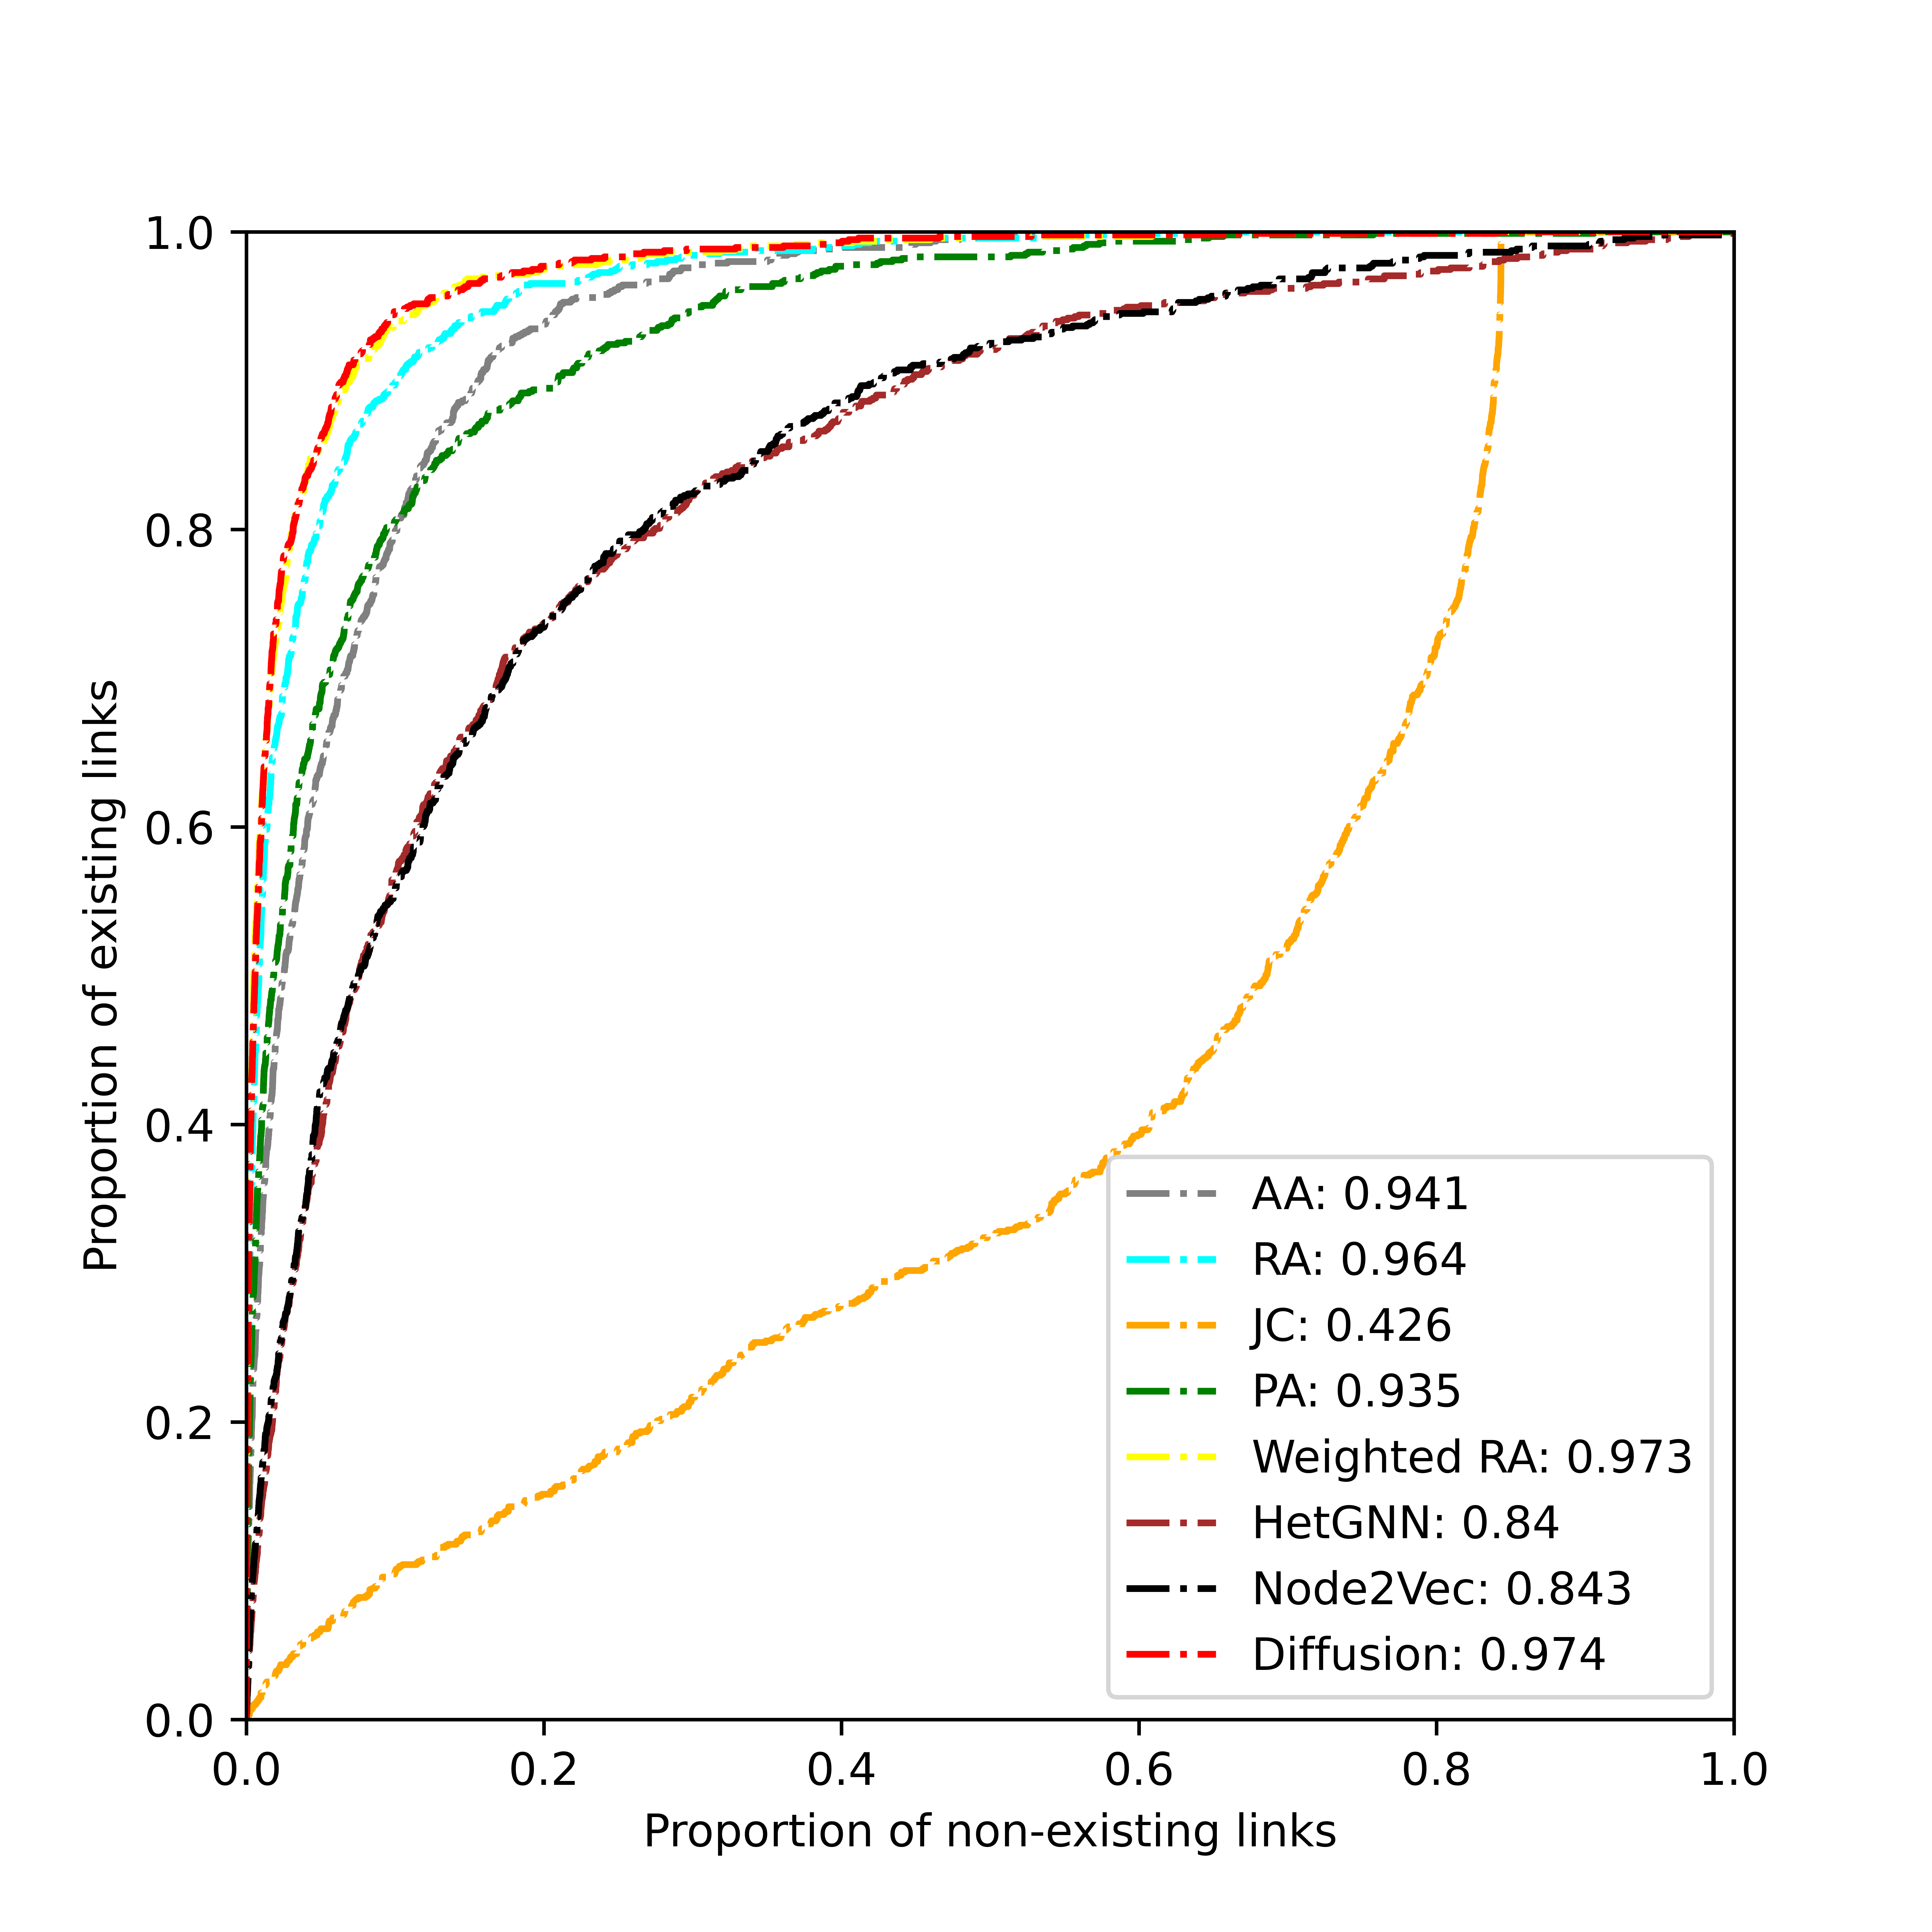 1.0
0.8
0.6
0.4
0.2
0.0
Proportion of existing links
AA: 0.941
RA: 0.964
JC: 0.426
PA: 0.935
Weighted RA: 0.973
HetGNN: 0.84
Node2Vec: 0.843
Diffusion: 0.974
0.0 0.2 0.4 0.6 0.8 1.0
Proportion of non-existing links